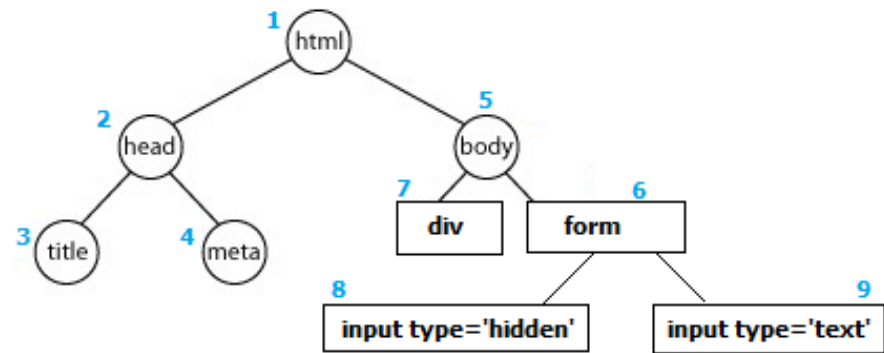 1
html
2
5
head
body
7
6
div
form
3
title
4
meta
8
9
input type='hidden'
input type='text'